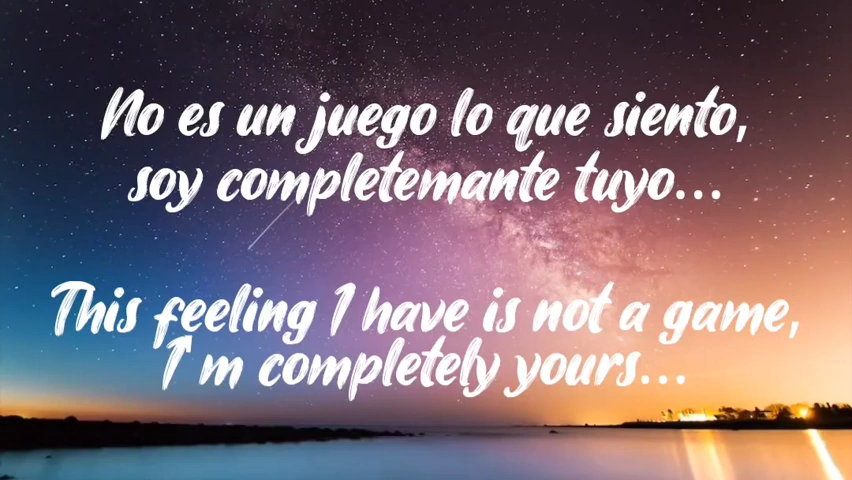 No es un juego lo que siento,
soy completemante tuyo...
This feeling I have is not a game,
I'm completely yours...